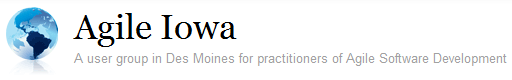 Agile Iowa
A user group in Des Moines for practitioners of Agile Software Development